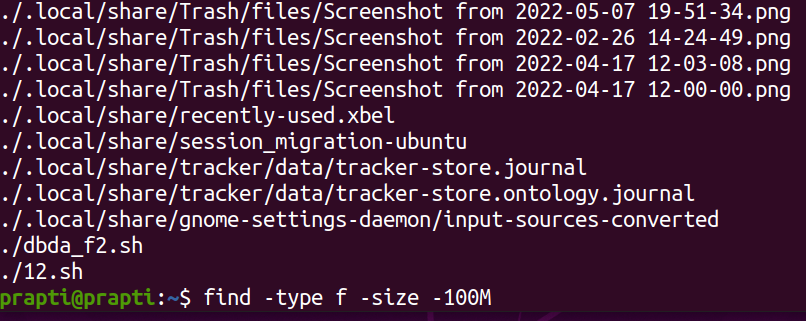 ./.local/share/Trash/files/Screenshot from 2022-05-07 19-51-34.png
./.local/share/Trash/files/Screenshot from 2022-02-26 14-24-49.png
./.local/share/Trash/files/Screenshot from 2022-04-17 12-03-08.png
./.local/share/Trash/files/Screenshot from 2022-04-17 12-00-00.png
./.local/share/recently-used.xbel
./.local/share/session_migration-ubuntu
./.local/share/tracker/data/tracker-store.journal
./.local/share/tracker/data/tracker-store.ontology.journal
./.local/share/gnome-settings-daemon/input-sources-converted
./dbda_f2.sh
./12.sh
prapti@prapti:~$ find -type f -size -100M